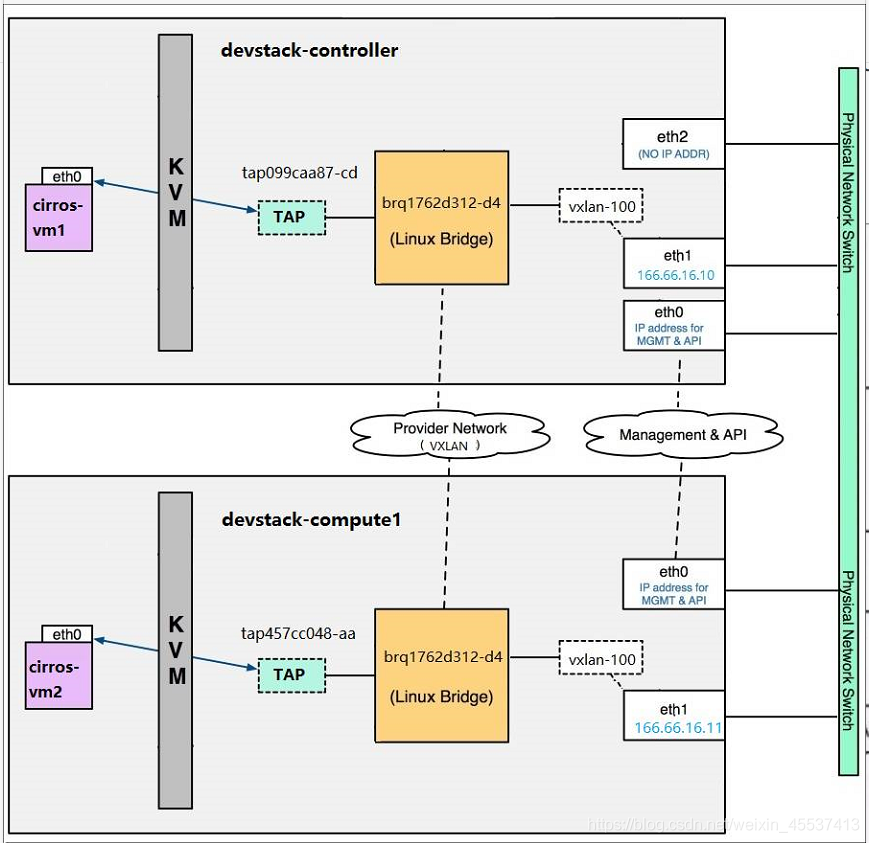 devstack-controller
eth2
(NO IP ADDR)
K
V
M
tap099caa87-cd
eth0
cirros-
vm1
TAP
brq1762d312-d4
(Linux Bridge)
vxlan-100
eth1
166.66.16.10
eth0
IP address for
MGMT & API
Physical Network Switch
Provider Network
( VXLAN )
Management & API
devstack-compute1
eth0
IP address for
MGMT & API
K
V
M
tap457cc048-aa
eth0
cirros-
vm2
TAP
brq1762d312-d4
(Linux Bridge)
vxlan-100
eth1
166.66.16.11
Physical Network Switch
https://blog.csdn.net/weixin_45537413